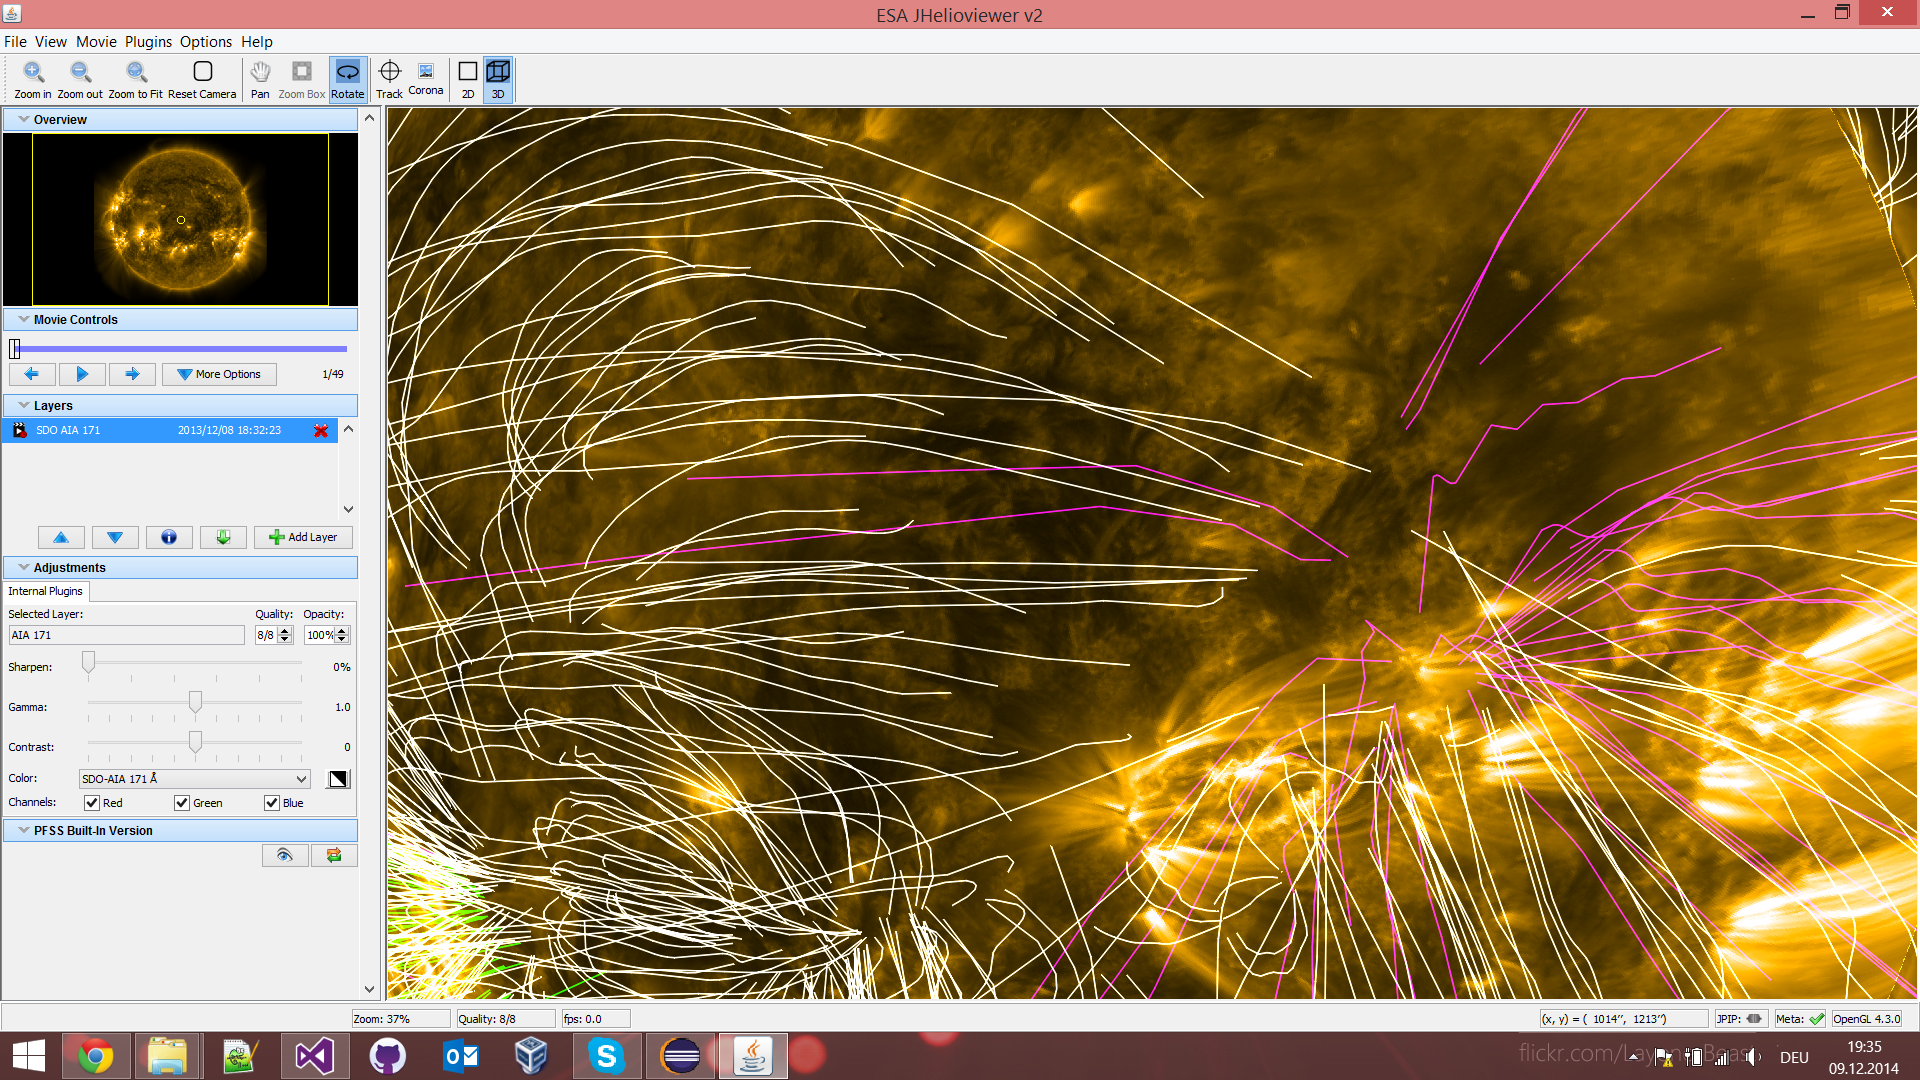 ESA JHelioviewer v2
File View Movie Plugins Options Help
Zoom in Zoom out Zoom to Fit Reset Camera Pan Zoom Box Rotate Track Corona 2D 3D
Overview
Movie Controls
More Options 1/49
Layers
SDO AIA 171 2013/12/08 18:32:23
Add Layer
Adjustments
Internal Plugins
Selected Layer: Quality: Opacity:
AIA 171 8/8 100%
Sharpen: 0%
Gamma: 1.0
Contrast: 0
Color: SDO-AIA 171 Å
Channels: Red Green Blue
PFSS Built-In Version
Zoom: 37% Quality: 8/8 fps: 0.0 (x, y) = ( 1014’’, 1213’’) JPIP: Meta: OpenGL 4.3.0
flickr.com/
DEU
19:35
09.12.2014